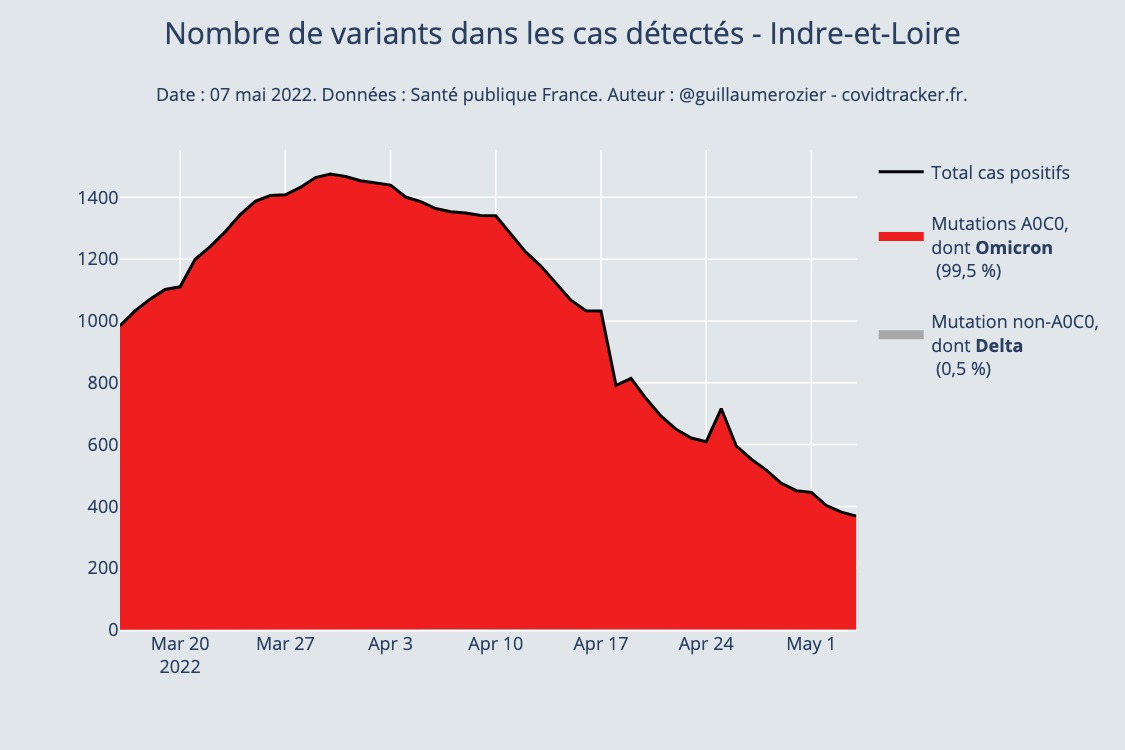 Nombre de variants dans les cas détectés - Indre-et-Loire
Date : 07 mai 2022. Données : Santé publique France. Auteur : @guillaumerozier - covidtracker.fr.
1400
1200
1000
800
600
400
200
0
Mar 20
2022
Mar 27
Apr 3
Apr 10
Apr 17
Apr 24
May 1
Total cas positifs
Mutations A0C0,
dont Omicron
(99,5 %)
Mutation non-A0C0,
dont Delta
(0,5 %)